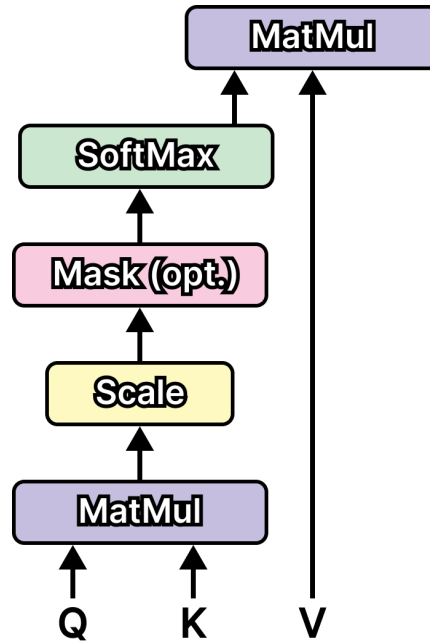 MatMul
SoftMax
Mask (opt.)
Scale
MatMul
Q K V